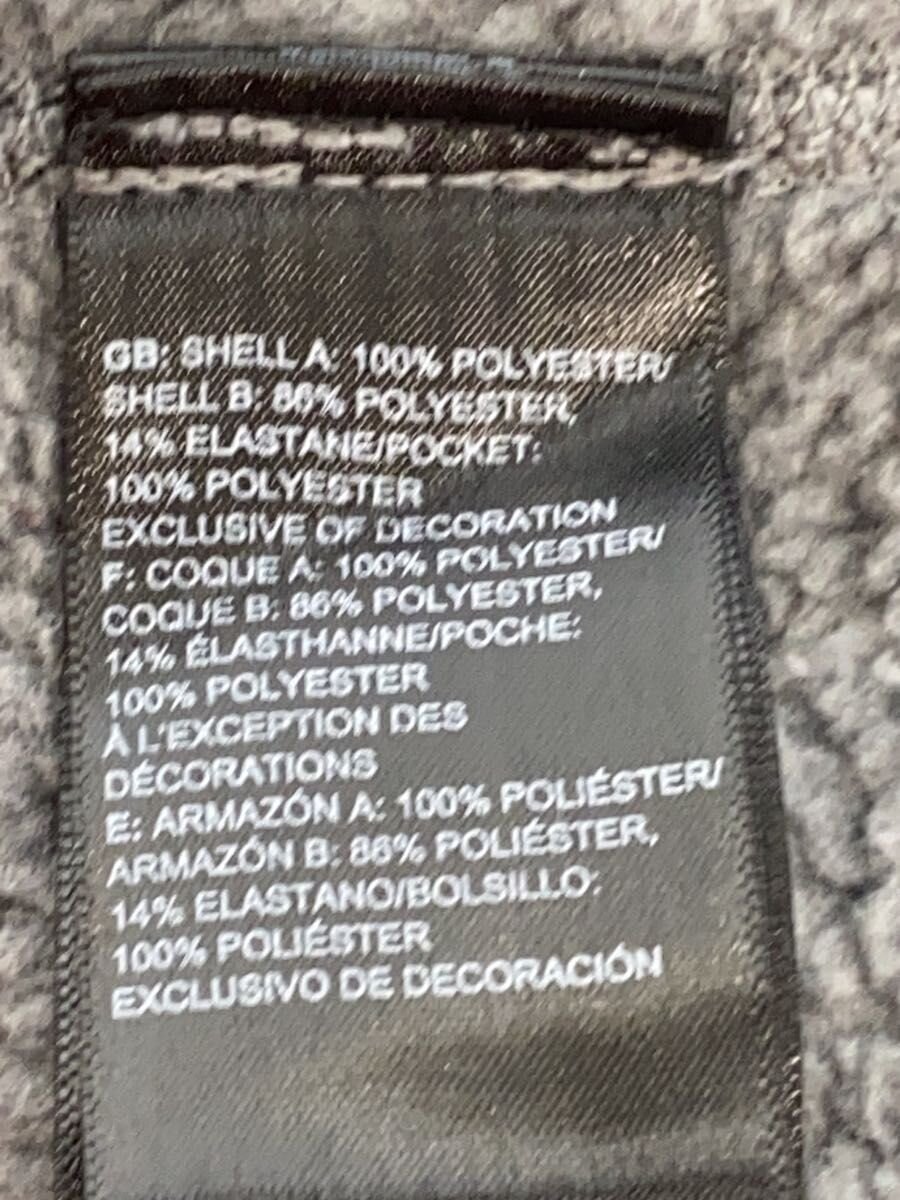 GB: SHELL A: 100% POLYESTER/
SHELL B: 86% POLYESTER,
14% ELASTANE/POCKET:
100% POLYESTER
EXCLUSIVE OF DECORATION
F: COQUE A: 100% POLYESTER/
COQUE B: 86% POLYESTER,
14% ÉLASTHANNE/POCHE:
100% POLYESTER
À L'EXCEPTION DES
DÉCORATIONS
E: ARMAZÓN A: 100% POLIÉSTER/
ARMAZÓN B: 86% POLIÉSTER,
14% ELASTANO/BOLSILLO:
100% POLIÉSTER
EXCLUSIVO DE DECORACIÓN